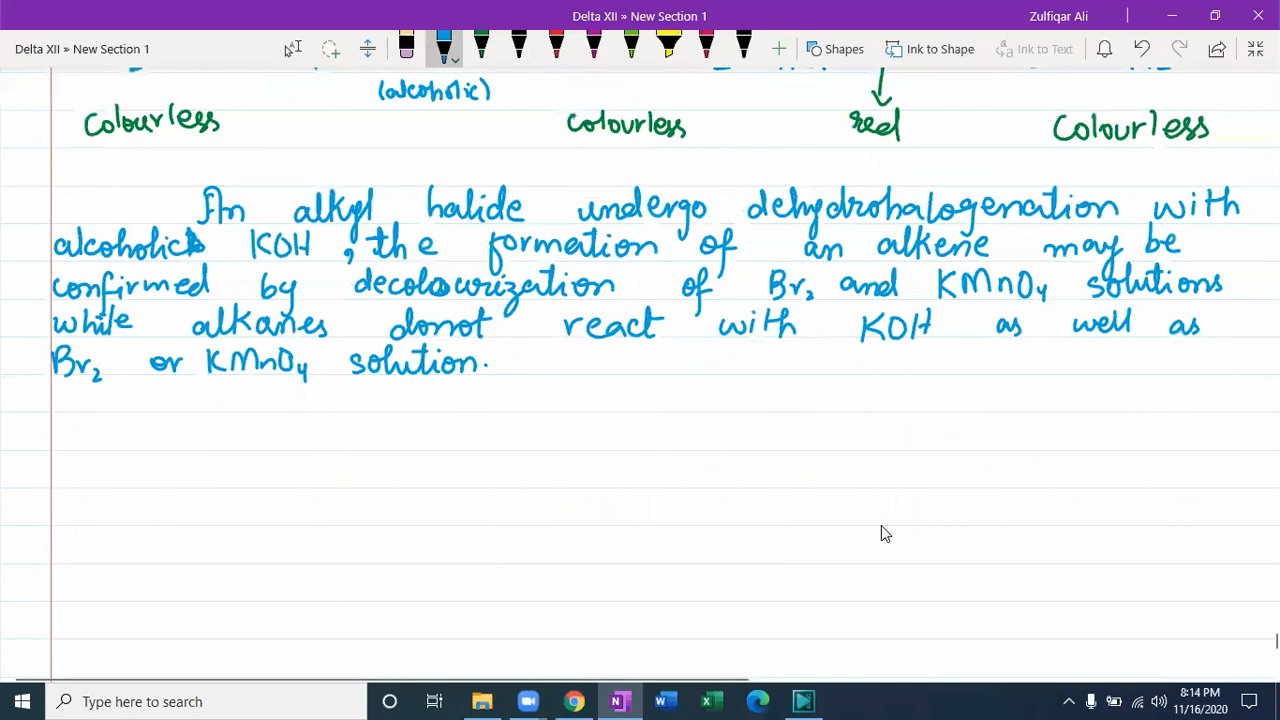 Delta XII » New Section 1
Zulfiqar Ali
Delta XII » New Section 1
Shapes
Ink to Shape
Ink to Text
(alcoholic)
Colourless
Colourless
red
Colourless
An alkyl halide undergo dehydrohalogenation with
alcoholic KOH, the formation of an alkene may be
confirmed by decolourization of Br₂ and KMnO₄ solutions
while alkanes donot react with KOH as well as
Br₂ or KMnO₄ solution.
Type here to search
8:14 PM
11/16/2020